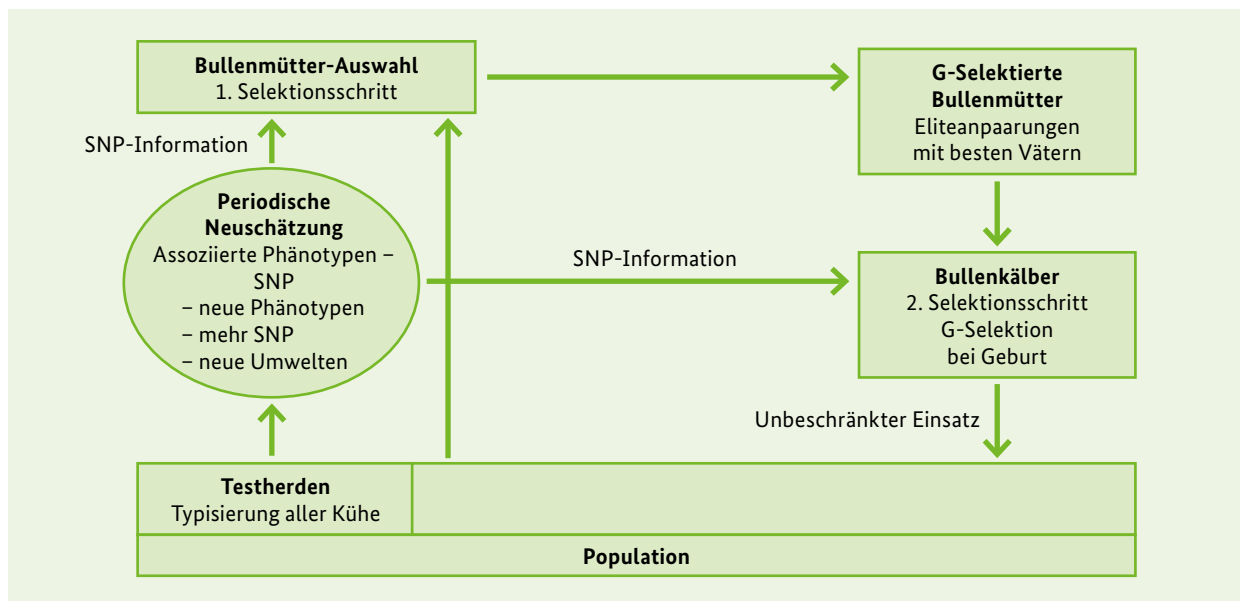 Bullenmütter-Auswahl
1. Selektionsschritt
G-Selektierte
Bullenmütter
Eliteanpaarungen
mit besten Vätern
SNP-Information
Periodische
Neuschätzung
Assoziierte Phänotypen –
SNP
– neue Phänotypen
– mehr SNP
– neue Umwelten
SNP-Information
Bullenkälber
2. Selektionsschritt
G-Selektion
bei Geburt
Unbeschränkter Einsatz
Testherden
Typisierung aller Kühe
Population